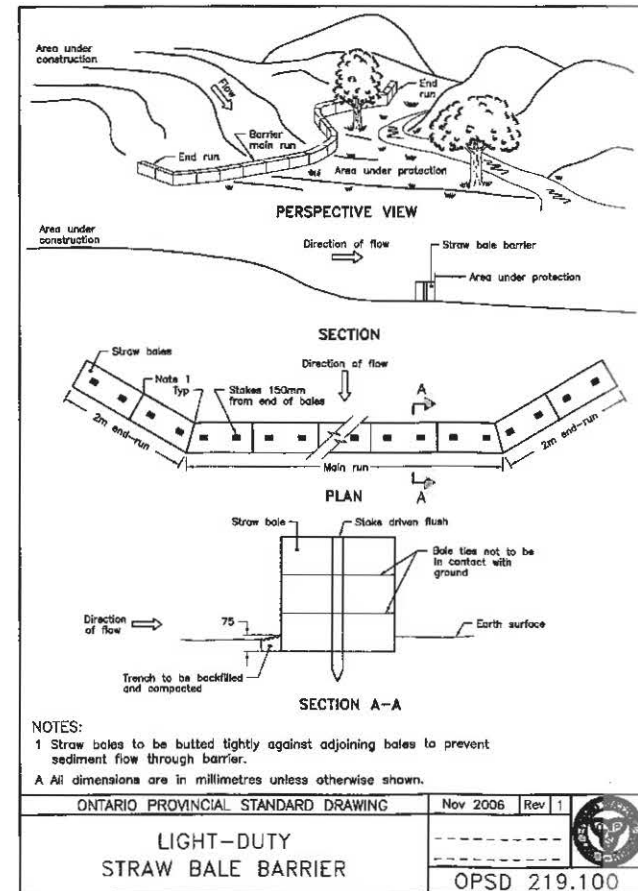 Area under
construction
Flow
End
run
Barrier
main run
End run
Area under protection
PERSPECTIVE VIEW
Area under
construction
Direction of flow
Straw bale barrier
Area under protection
SECTION
Straw bales
Direction of flow
Note 1
Typ
Stakes 150mm
from end of bales
A
2m end-run
2m end-run
Main run
PLAN
A
Straw bale
Stake driven flush
Bale ties not to be
in contact with
ground
Direction
of flow
75
Earth surface
Trench to be backfilled
and compacted
SECTION A-A
NOTES:
1 Straw bales to be butted tightly against adjoining bales to prevent
sediment flow through barrier.
A All dimensions are in millimetres unless otherwise shown.
ONTARIO PROVINCIAL STANDARD DRAWING
Nov 2006
Rev
1
LIGHT-DUTY
STRAW BALE BARRIER
OPSD 219.100